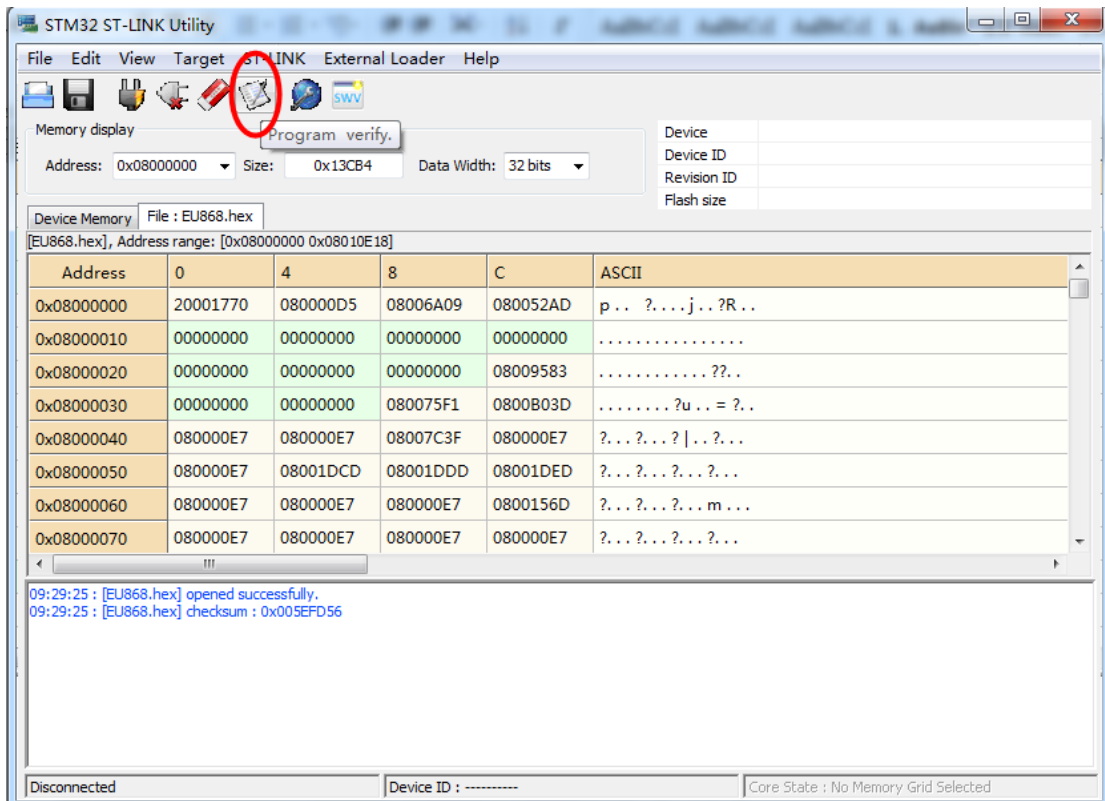 STM32 ST-LINK Utility
File Edit View Target ST-LINK External Loader Help
SWV
Program verify.
Memory display
Address: 0x08000000 Size: 0x13CB4 Data Width: 32 bits
Device
Device ID
Revision ID
Flash size
Device Memory File : EU868.hex
[EU868.hex], Address range: [0x08000000 0x08010E18]
Address 0 4 8 C ASCII
0x08000000 20001770 080000D5 08006A09 080052AD p . . ? . . . . j . . ? R . .
0x08000010 00000000 00000000 00000000 00000000 . . . . . . . . . . . . . . . .
0x08000020 00000000 00000000 00000000 08009583 . . . . . . . . . . . . ? ? . .
0x08000030 00000000 00000000 080075F1 0800B03D . . . . . . . . ? u . . = ? . .
0x08000040 080000E7 080000E7 08007C3F 080000E7 ? . . . ? . . . ? | . . ? . . .
0x08000050 080000E7 08001DCD 08001DDD 08001DED ? . . . ? . . . ? . . . ? . . .
0x08000060 080000E7 080000E7 080000E7 0800156D ? . . . ? . . . ? . . . m . . .
0x08000070 080000E7 080000E7 080000E7 080000E7 ? . . . ? . . . ? . . . ? . . .
09:29:25 : [EU868.hex] opened successfully.
09:29:25 : [EU868.hex] checksum : 0x005EFD56
Disconnected Device ID : ---------- Core State : No Memory Grid Selected